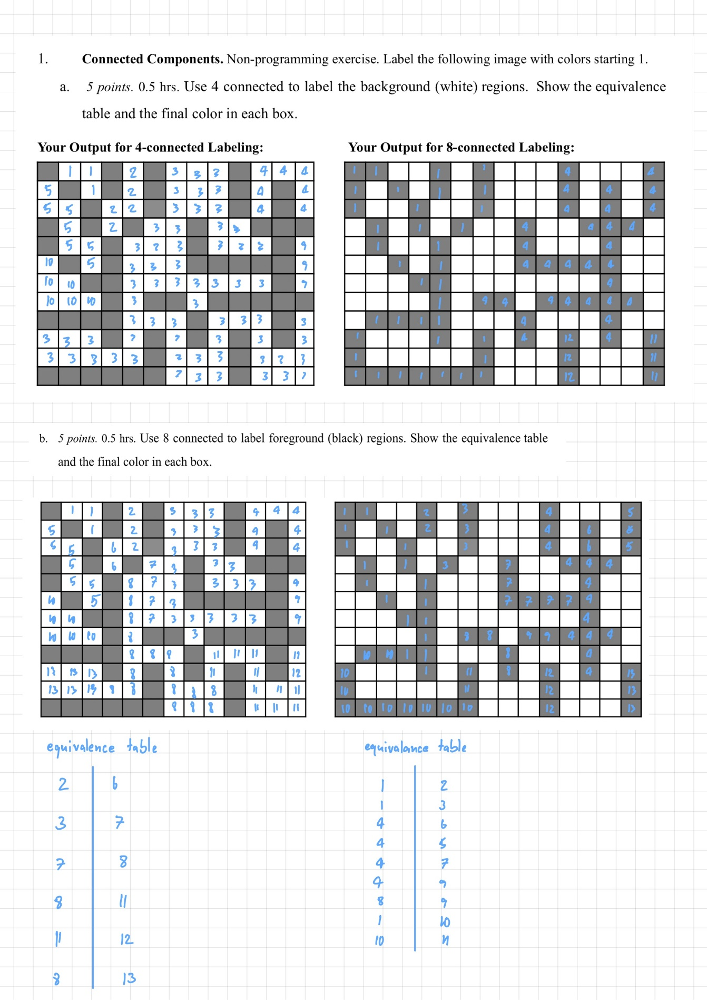 1. Connected Components. Non-programming exercise. Label the following image with colors starting 1.
a. 5 points. 0.5 hrs. Use 4 connected to label the background (white) regions. Show the equivalence
table and the final color in each box.
Your Output for 4-connected Labeling:
1 1 2 3 3 3 4 4 4
5 1 2 3 3 3 4 4
5 5 2 2 3 3 3 4 4
5 2 3 3 3 3
5 5 3 3 3 3 3 3 9
10 5 3 3 3 9
10 10 3 3 3 3 3 3 3 9
10 10 10 3 3
3 3 3 3 3 3 3
3 3 3 3 3 3 3 3
3 3 3 3 3 3 3 3 3 3 3
3 3 3 3 3 3
Your Output for 8-connected Labeling:
1 1 1 1 4 4
1 1 1 1 4 4 4
1 1 1 4 4 4
1 1 1 4 4 4 4
1 1 4 4
1 1 4 4 4 4 4
1 1 4
1 4 4 4 4 4 4 4
1 1 1 1 4 4
1 1 1 4 12 4 11
1 1 12 11
1 1 1 1 1 1 1 12 11
b. 5 points. 0.5 hrs. Use 8 connected to label foreground (black) regions. Show the equivalence table
and the final color in each box.
1 1 2 3 3 3 4 4 4
5 1 2 3 3 3 4 4
5 5 6 2 3 3 3 4 4
5 6 7 3 3 3
5 5 8 7 3 3 3 3 9
10 5 8 7 3 9
10 10 8 7 3 3 3 3 3 9
10 10 10 8 3
8 8 8 11 11 11 12
13 13 13 8 8 11 11 12
13 13 13 8 8 8 8 8 11 11 11
8 8 8 11 11 11
1 1 2 3 4 5
1 1 2 3 4 6 5
1 1 3 4 6 5
1 1 3 7 4 4 4
1 1 7 4
1 1 7 7 7 7 4
1 1 4
1 8 8 9 9 4 4 4
10 10 1 1 8 4
10 1 11 8 12 4 13
10 11 12 13
10 10 10 10 10 10 10 12 13
equivalence table
2 6
3 7
7 8
8 11
11 12
8 13
equivalance table
1 2
1 3
4 6
4 5
4 7
4 9
8 9
1 10
10 11